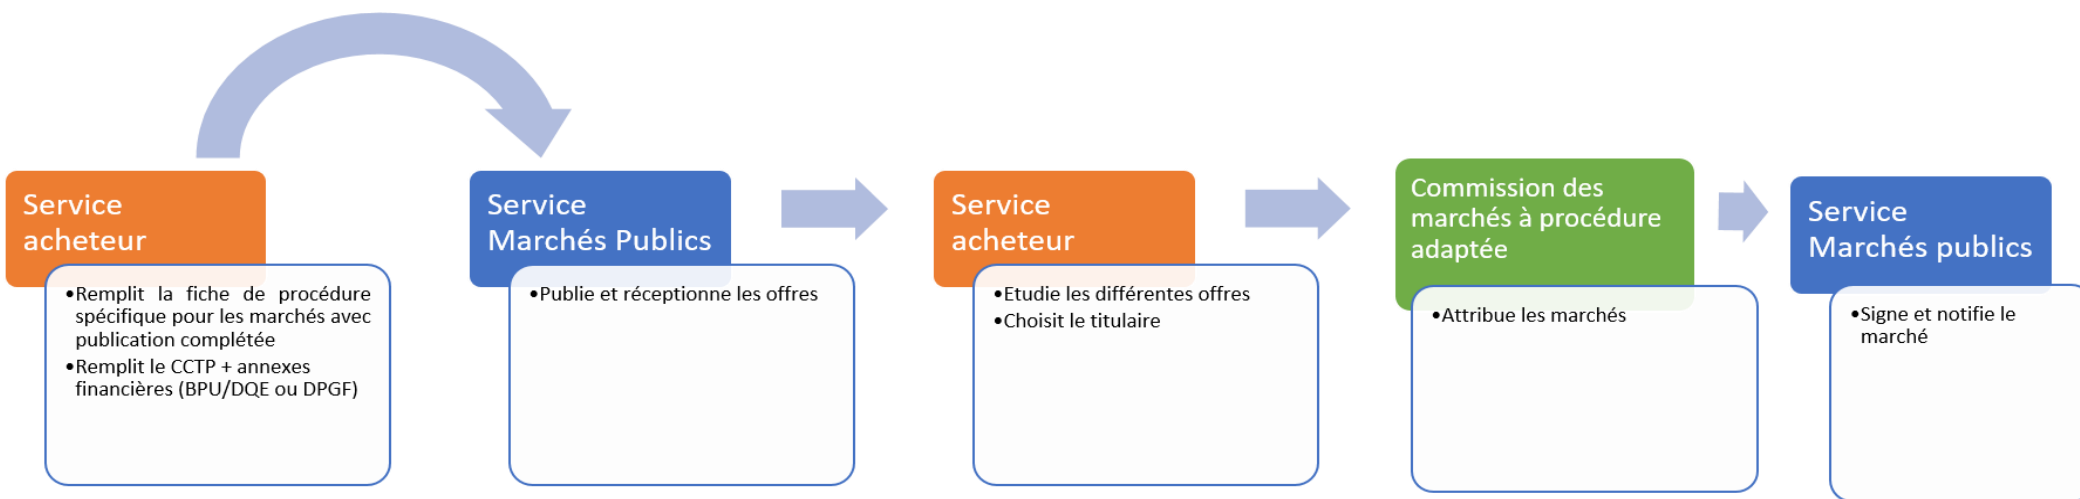 Service
acheteur
•Remplit la fiche de procédure
spécifique pour les marchés avec
publication complétée
•Remplit le CCTP + annexes
financières (BPU/DQE ou DPGF)
Service
Marchés Publics
•Publie et réceptionne les offres
Service
acheteur
•Etudie les différentes offres
•Choisit le titulaire
Commission des
marchés à procédure
adaptée
•Attribue les marchés
Service
Marchés publics
•Signe et notifie le
marché